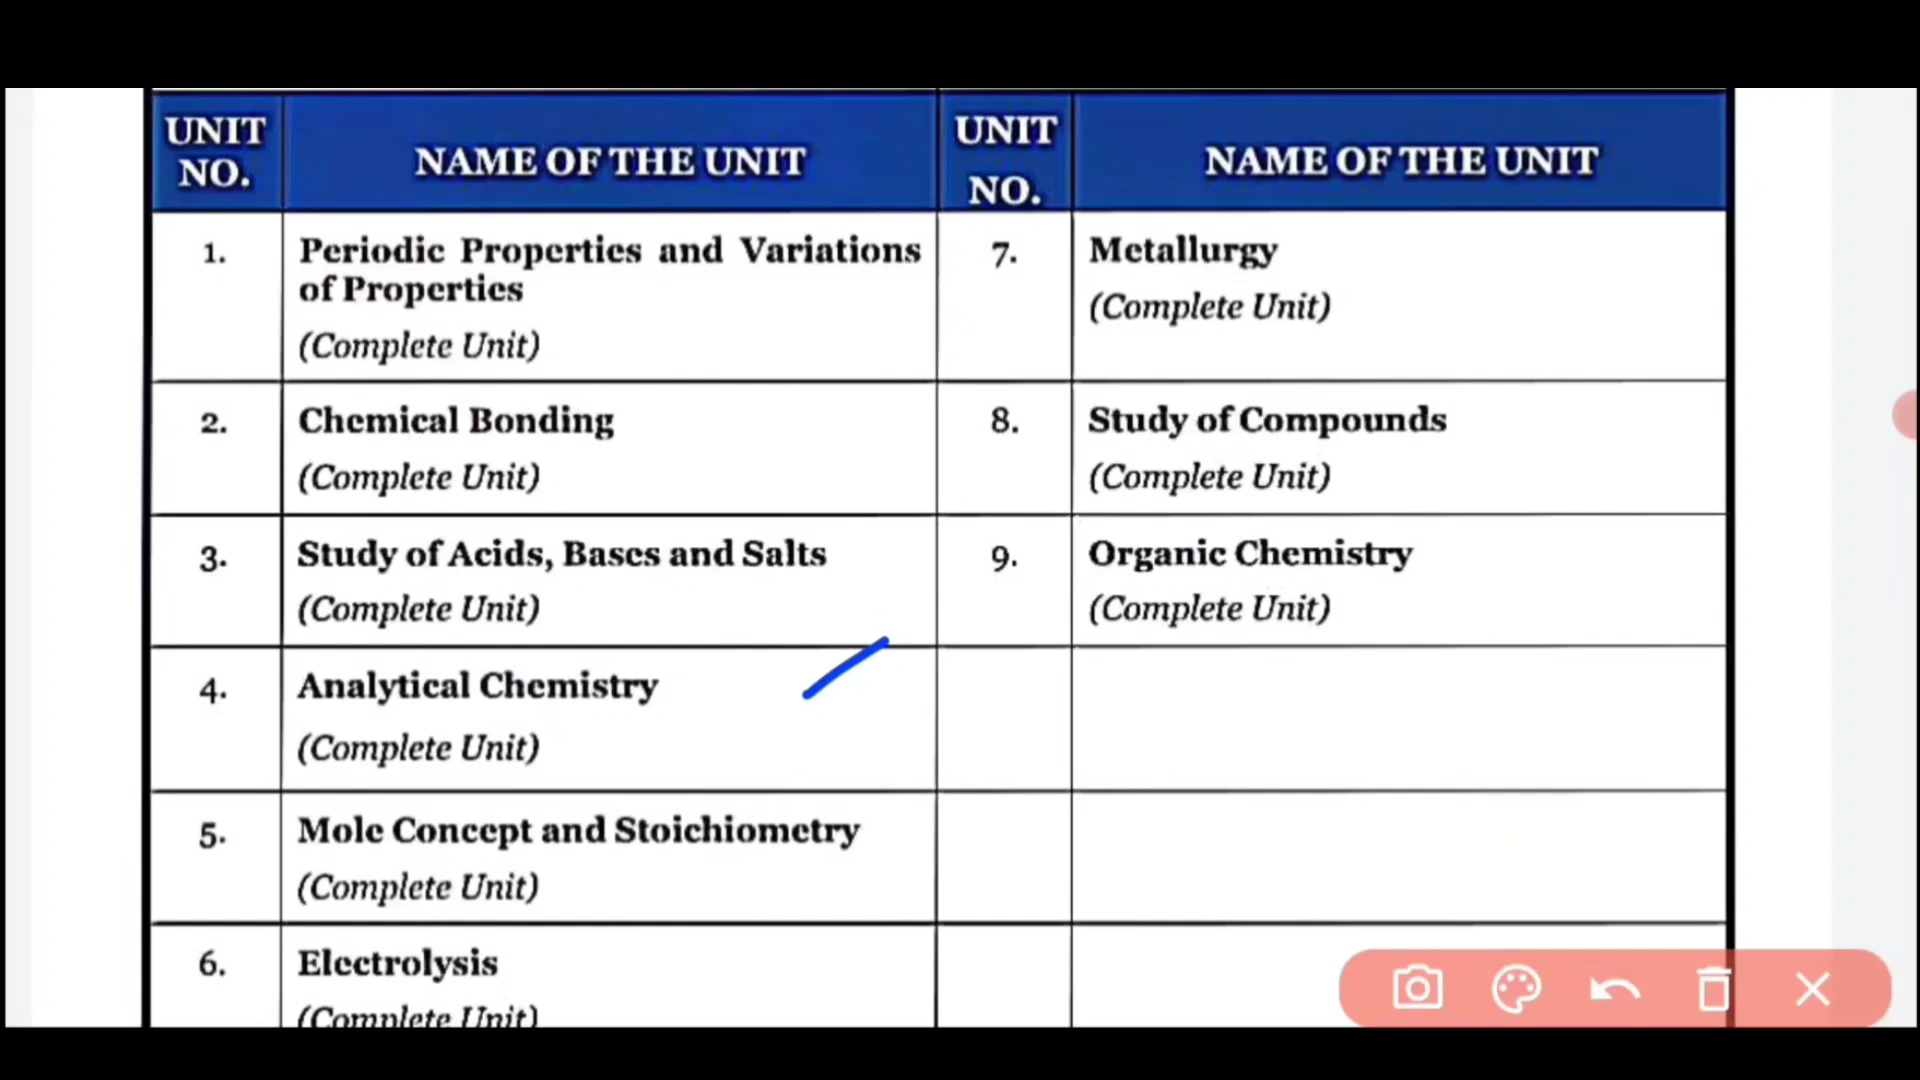 UNIT
NO.
NAME OF THE UNIT
UNIT
NO.
NAME OF THE UNIT
1.
Periodic Properties and Variations
of Properties
(Complete Unit)
7.
Metallurgy
(Complete Unit)
2.
Chemical Bonding
(Complete Unit)
8.
Study of Compounds
(Complete Unit)
3.
Study of Acids, Bases and Salts
(Complete Unit)
9.
Organic Chemistry
(Complete Unit)
4.
Analytical Chemistry
(Complete Unit)
5.
Mole Concept and Stoichiometry
(Complete Unit)
6.
Electrolysis
(Complete Unit)